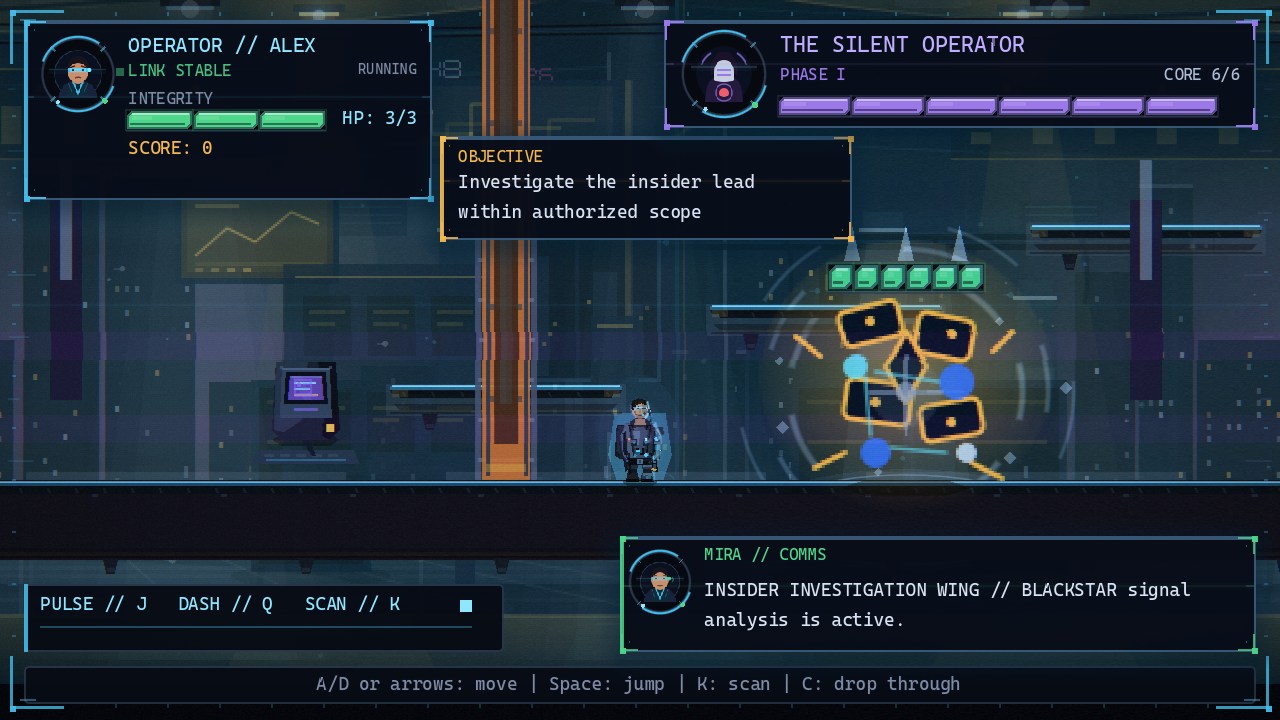 OPERATOR // ALEX
LINK STABLE
RUNNING
INTEGRITY
HP: 3/3
SCORE: 0
THE SILENT OPERATOR
PHASE I
CORE 6/6
OBJECTIVE
Investigate the insider lead
within authorized scope
MIRA // COMMS
INSIDER INVESTIGATION WING // BLACKSTAR signal
analysis is active.
PULSE // J DASH // Q SCAN // K
A/D or arrows: move | Space: jump | K: scan | C: drop through